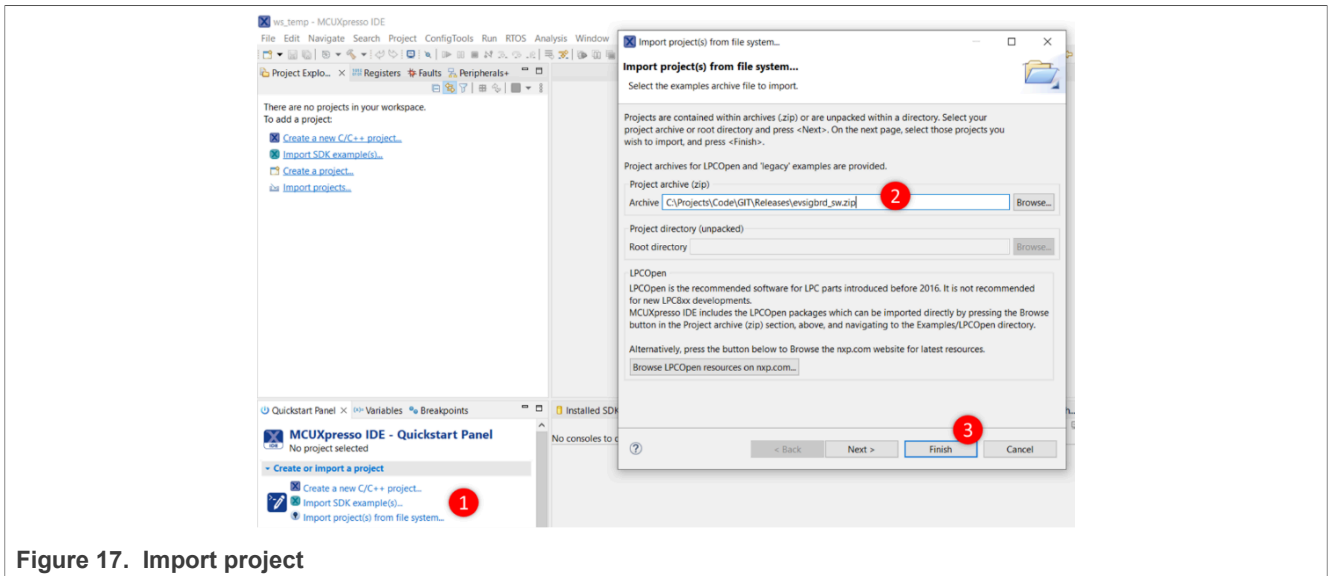 ws_temp - MCUXpresso IDE
File Edit Navigate Search Project ConfigTools Run RTOS Analysis Window
Project Explo... Registers Faults Peripherals+
There are no projects in your workspace.
To add a project:
Create a new C/C++ project...
Import SDK example(s)...
Create a project...
Import projects...
Import project(s) from file system...
Import project(s) from file system...
Select the examples archive file to import.
Projects are contained within archives (.zip) or are unpacked within a directory. Select your
project archive or root directory and press <Next>. On the next page, select those projects you
wish to import, and press <Finish>.
Project archives for LPCOpen and 'legacy' examples are provided.
Project archive (zip)
Archive C:\Projects\Code\GIT\Releases\evsigbrd_sw.zip Browse...
2
Project directory (unpacked)
Root directory Browse...
LPCOpen
LPCOpen is the recommended software for LPC parts introduced before 2016. It is not recommended
for new LPC8xx developments.
MCUXpresso IDE includes the LPCOpen packages which can be imported directly by pressing the Browse
button in the Project archive (zip) section, above, and navigating to the Examples/LPCOpen directory.
Alternatively, press the button below to Browse the nxp.com website for latest resources.
Browse LPCOpen resources on nxp.com...
3
< Back Next > Finish Cancel
Quickstart Panel Variables Breakpoints
Installed SDK
No consoles to d
IDE
MCUXpresso IDE - Quickstart Panel
No project selected
Create or import a project
Create a new C/C++ project...
Import SDK example(s)...
1
Import project(s) from file system...
Figure 17. Import project